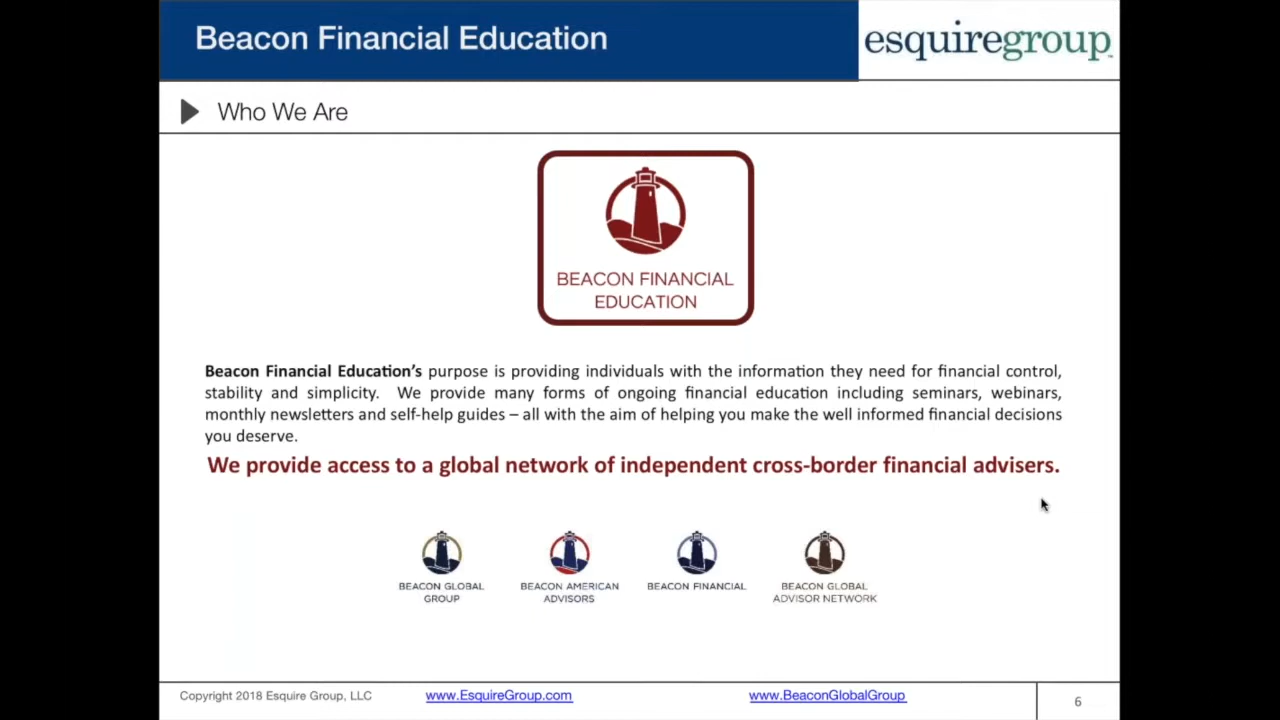 Beacon Financial Education
esquiregroup™
Who We Are
BEACON FINANCIAL
EDUCATION
Beacon Financial Education's purpose is providing individuals with the information they need for financial control,
stability and simplicity. We provide many forms of ongoing financial education including seminars, webinars,
monthly newsletters and self-help guides – all with the aim of helping you make the well informed financial decisions
you deserve.
We provide access to a global network of independent cross-border financial advisers.
BEACON GLOBAL
GROUP
BEACON AMERICAN
ADVISORS
BEACON FINANCIAL
BEACON GLOBAL
ADVISOR NETWORK
Copyright 2018 Esquire Group, LLC
www.EsquireGroup.com
www.BeaconGlobalGroup
6